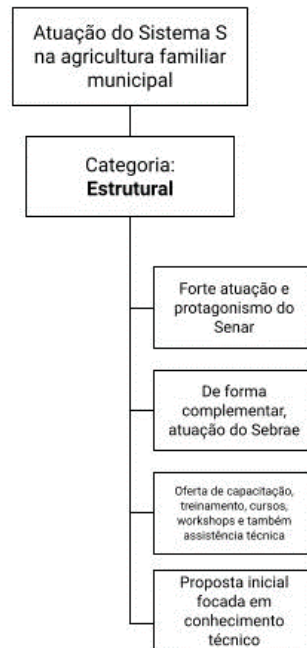 Atuação do Sistema S
na agricultura familiar
municipal
Categoria:
Estrutural
Forte atuação e
protagonismo do
Senar
De forma
complementar,
atuação do Sebrae
Oferta de capacitação,
treinamento, cursos,
workshops e também
assistência técnica
Proposta inicial
focada em
conhecimento
técnico